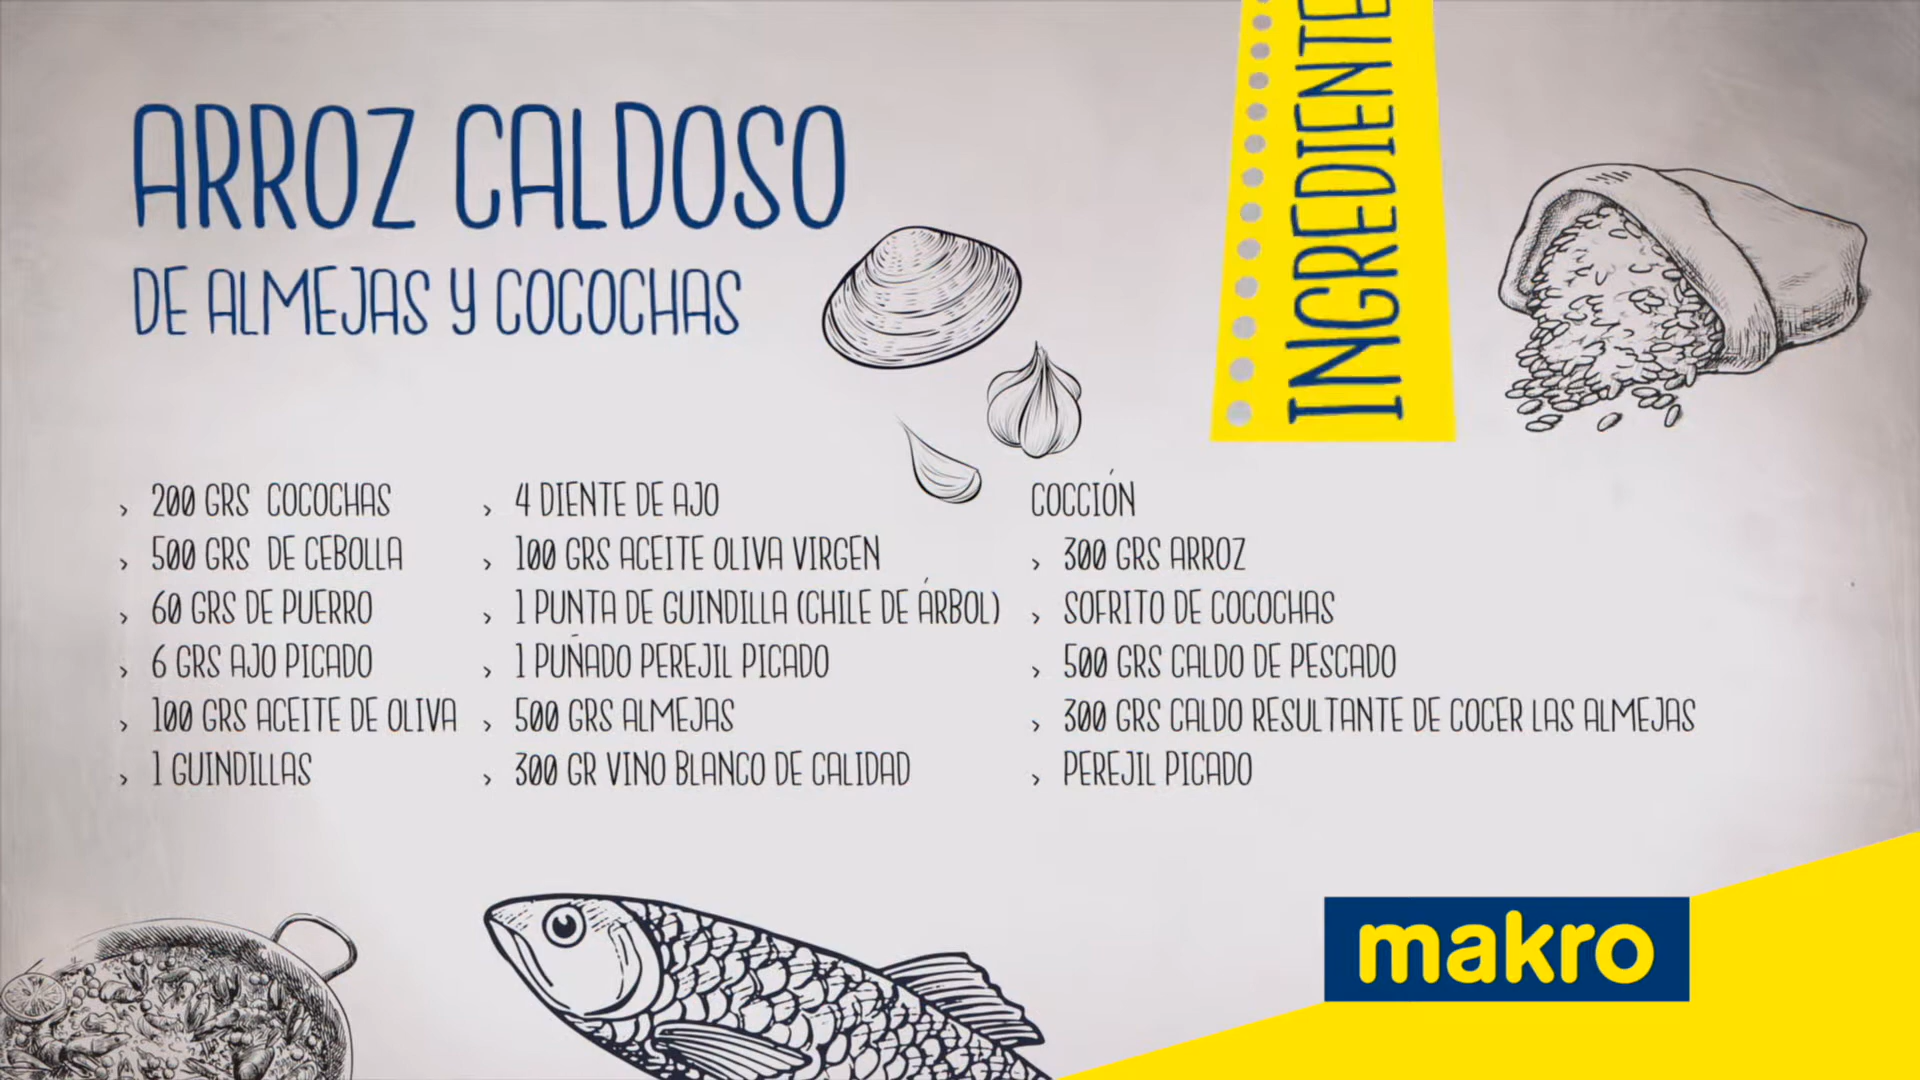 ARROZ CALDOSO
DE ALMEJAS Y COCOCHAS
INGREDIENTE
› 200 GRS COCOCHAS
› 500 GRS DE CEBOLLA
› 60 GRS DE PUERRO
› 6 GRS AJO PICADO
› 100 GRS ACEITE DE OLIVA
› 1 GUINDILLAS
› 4 DIENTE DE AJO
› 100 GRS ACEITE OLIVA VIRGEN
› 1 PUNTA DE GUINDILLA (CHILE DE ÁRBOL)
› 1 PUÑADO PEREJIL PICADO
› 500 GRS ALMEJAS
› 300 GR VINO BLANCO DE CALIDAD
COCCIÓN
› 300 GRS ARROZ
› SOFRITO DE COCOCHAS
› 500 GRS CALDO DE PESCADO
› 300 GRS CALDO RESULTANTE DE COCER LAS ALMEJAS
› PEREJIL PICADO
makro